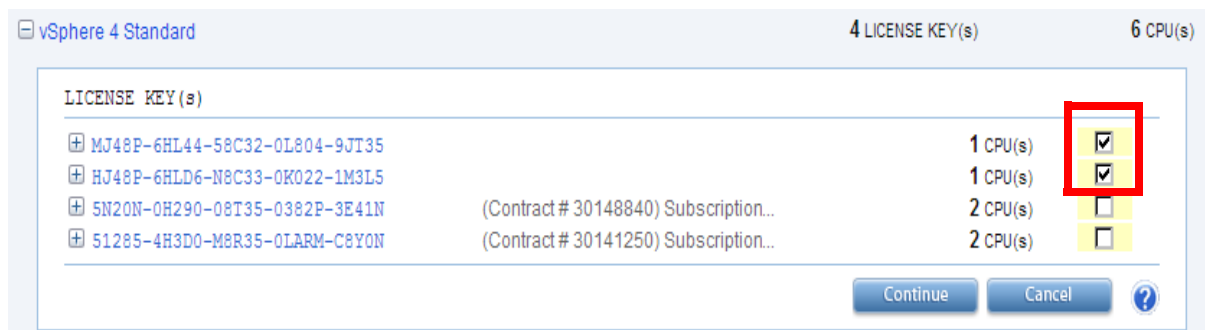 vSphere 4 Standard 4 LICENSE KEY(s) 6 CPU(s)
LICENSE KEY(s)
MJ48P-6HL44-58C32-0L804-9JT35 1 CPU(s)
HJ48P-6HLD6-N8C33-0K022-1M3L5 1 CPU(s)
5N20N-0H290-08T35-0382P-3E41N (Contract # 30148840) Subscription... 2 CPU(s)
51285-4H3D0-M8R35-0LARM-C8Y0N (Contract # 30141250) Subscription... 2 CPU(s)
Continue Cancel ?